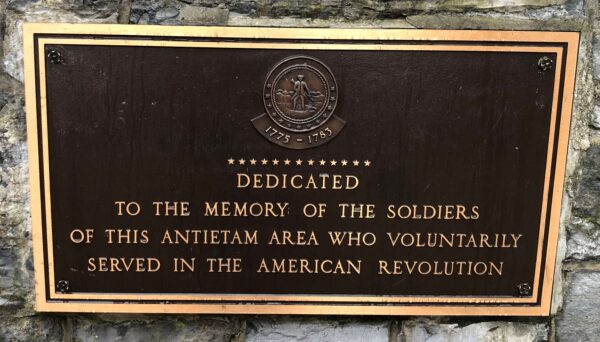 1775 - 1783
DEDICATED
TO THE MEMORY OF THE SOLDIERS
OF THIS ANTIETAM AREA WHO VOLUNTARILY
SERVED IN THE AMERICAN REVOLUTION